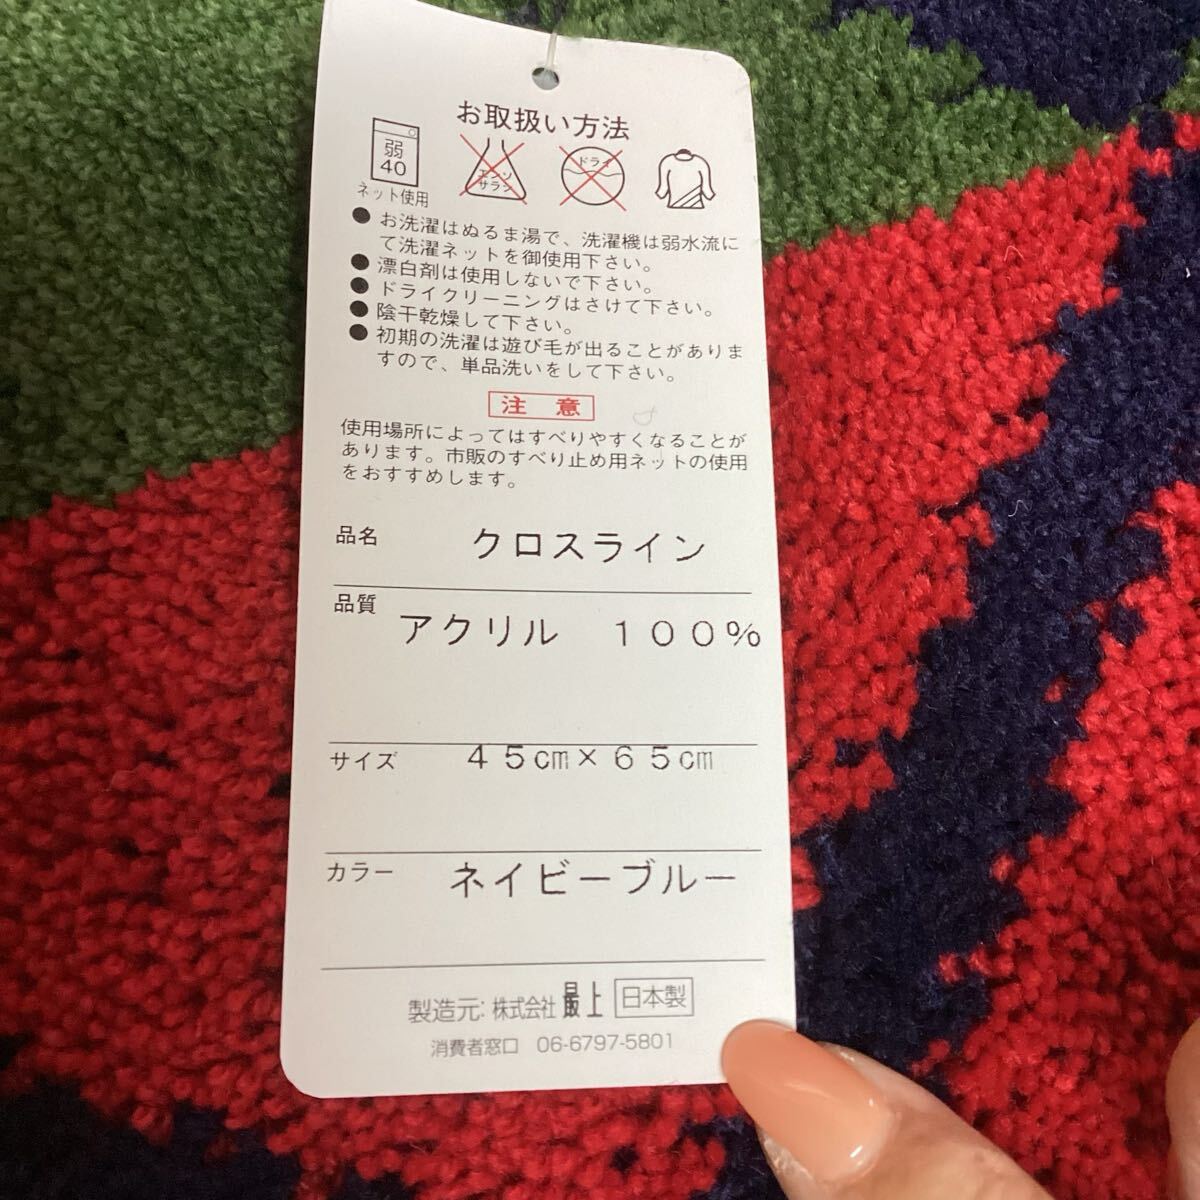 お取扱い方法
弱
40
ネット使用
エンソ
サラシ
ドライ
● お洗濯はぬるま湯で、洗濯機は弱水流に
て洗濯ネットを御使用下さい。
● 漂白剤は使用しないで下さい。
● ドライクリーニングはさけて下さい。
● 陰干乾燥して下さい。
● 初期の洗濯は遊び毛が出ることがありま
すので、単品洗いをして下さい。
注 意
使用場所によってはすべりやすくなることが
あります。市販のすべり止め用ネットの使用
をおすすめします。
品名 クロスライン
品質 アクリル １００％
サイズ ４５㎝×６５㎝
カラー ネイビーブルー
製造元: 株式会社 最上 日本製
消費者窓口 06-6797-5801